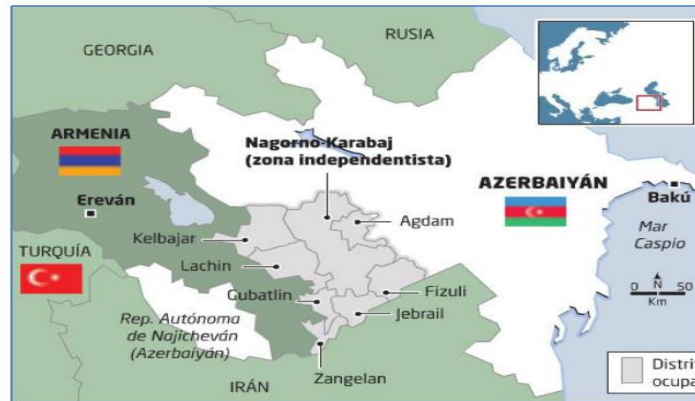 GEORGIA
RUSIA
ARMENIA
Nagorno-Karabaj
(zona independentista)
Ereván
AZERBAIYÁN
Bakú
Agdam
Kelbajar
Mar
Caspio
TURQUÍA
Lachin
Gubatlin
Fizuli
Jebrail
N
0 50
Km
Rep. Autónoma
de Najicheván
(Azerbaiyán)
Zangelan
IRÁN
Distri
ocupa